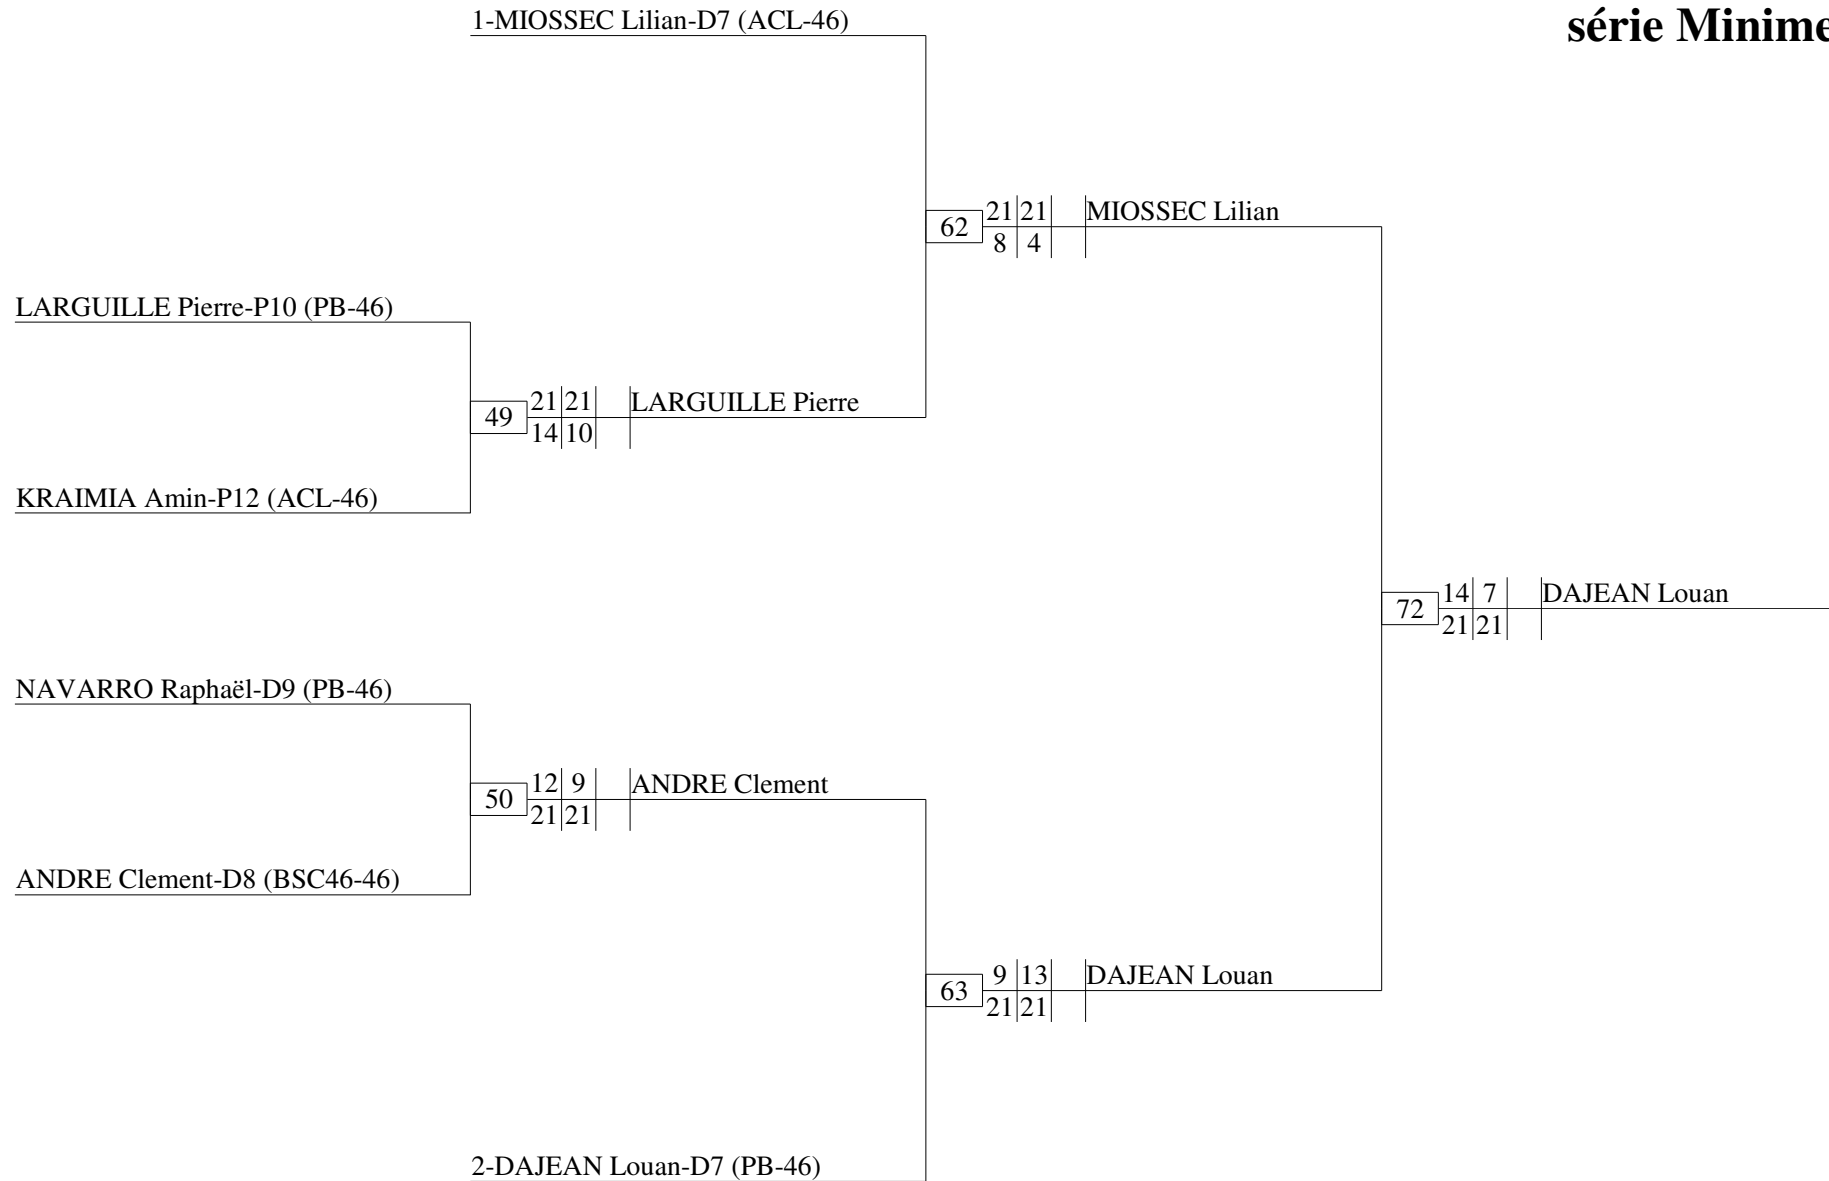 1-MIOSSEC Lilian-D7 (ACL-46)
série Minime
62 21 21 MIOSSEC Lilian
8 4
LARGUILLE Pierre-P10 (PB-46)
49 21 21 LARGUILLE Pierre
14 10
KRAIMIA Amin-P12 (ACL-46)
72 14 7 DAJEAN Louan
21 21
NAVARRO Raphaël-D9 (PB-46)
50 12 9 ANDRE Clement
21 21
ANDRE Clement-D8 (BSC46-46)
63 9 13 DAJEAN Louan
21 21
2-DAJEAN Louan-D7 (PB-46)